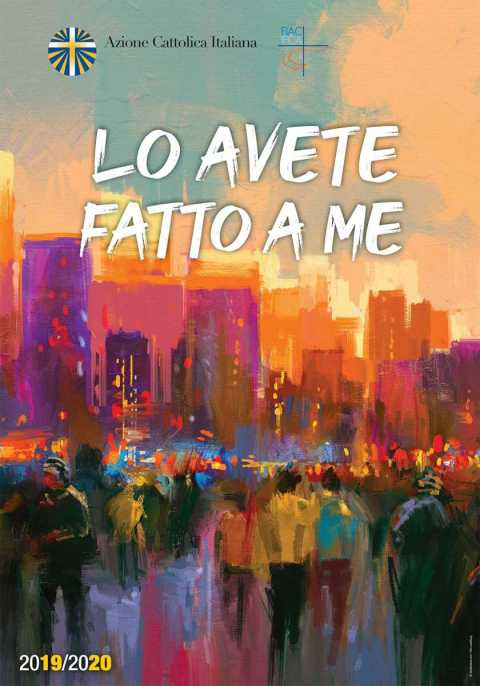 Azione Cattolica Italiana
LO AVETE
FATTO A ME
2019/2020